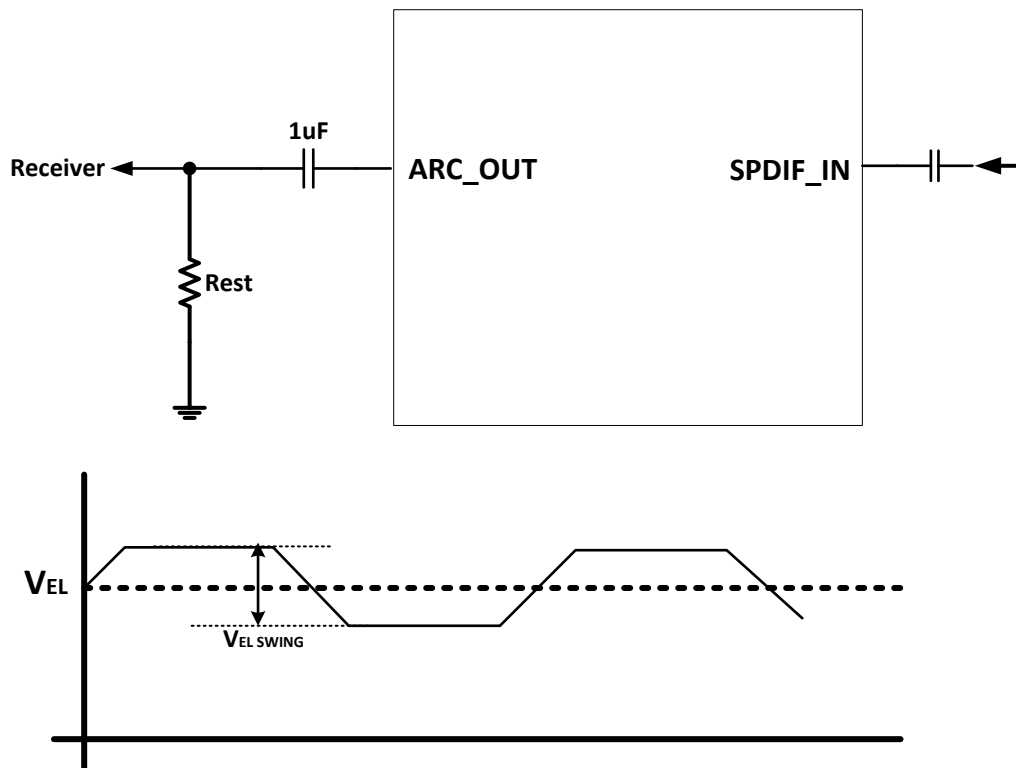 1uF
Receiver
ARC_OUT
SPDIF_IN
Rest
VEL
VEL SWING